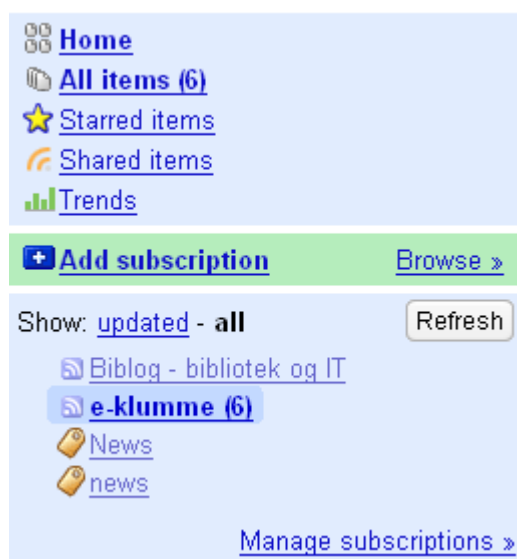 Home
All items (6)
Starred items
Shared items
Trends
Add subscription Browse »
Show: updated - all Refresh
Biblog - bibliotek og IT
e-klumme (6)
News
news
Manage subscriptions »